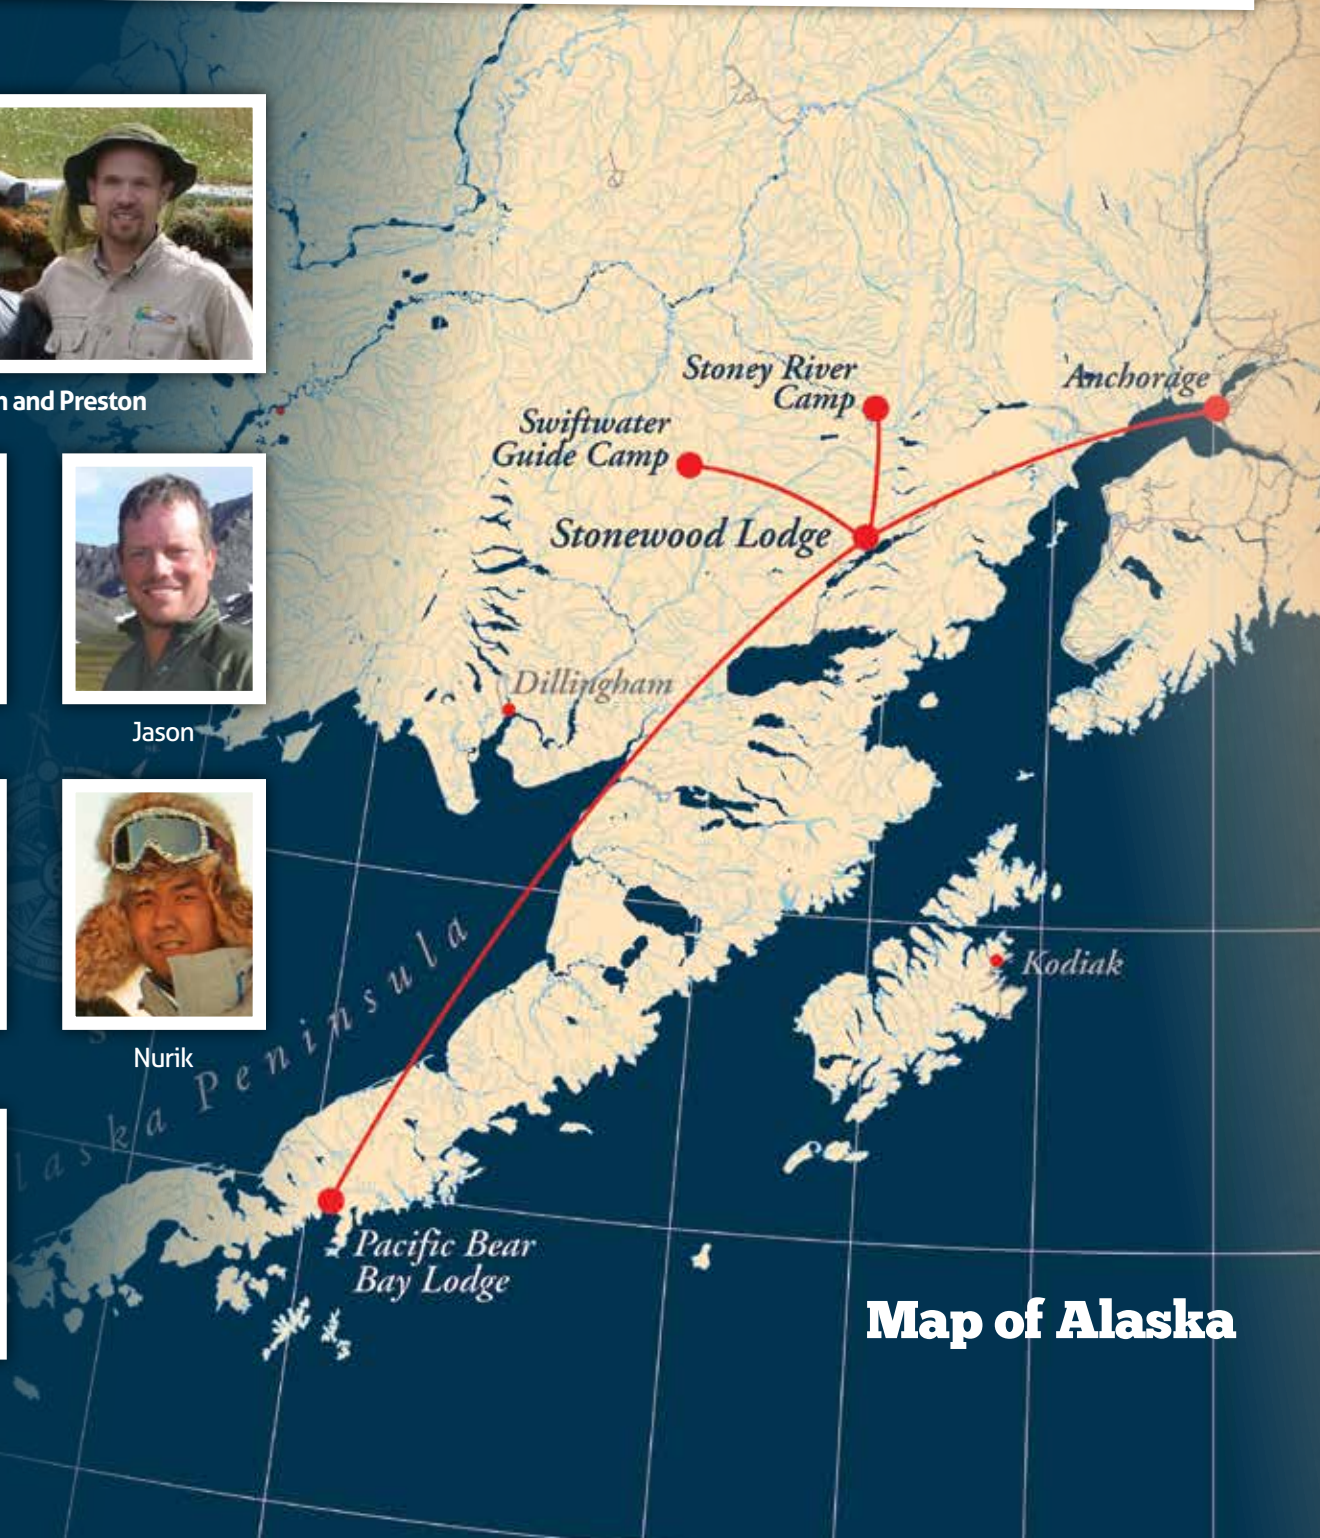 and Preston
Jason
Nurik
Stoney River
Camp
Anchorage
Swiftwater
Guide Camp
Stonewood Lodge
Dillingham
Kodiak
Peninsula
Pacific Bear
Bay Lodge
Map of Alaska